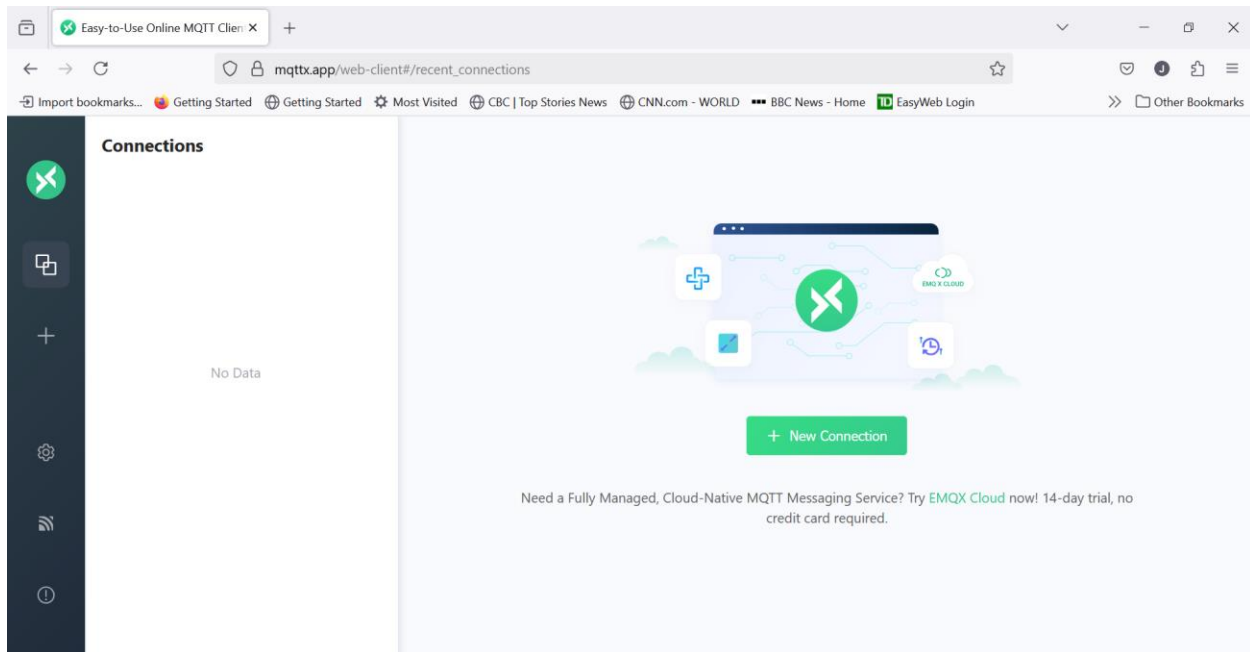 Easy-to-Use Online MQTT Clien
mqttx.app/web-client#/recent_connections
J
Import bookmarks... Getting Started Getting Started Most Visited CBC | Top Stories News CNN.com - WORLD BBC News - Home TD EasyWeb Login Other Bookmarks
Connections
EMQ X CLOUD
No Data
+ New Connection
Need a Fully Managed, Cloud-Native MQTT Messaging Service? Try EMQX Cloud now! 14-day trial, no
credit card required.